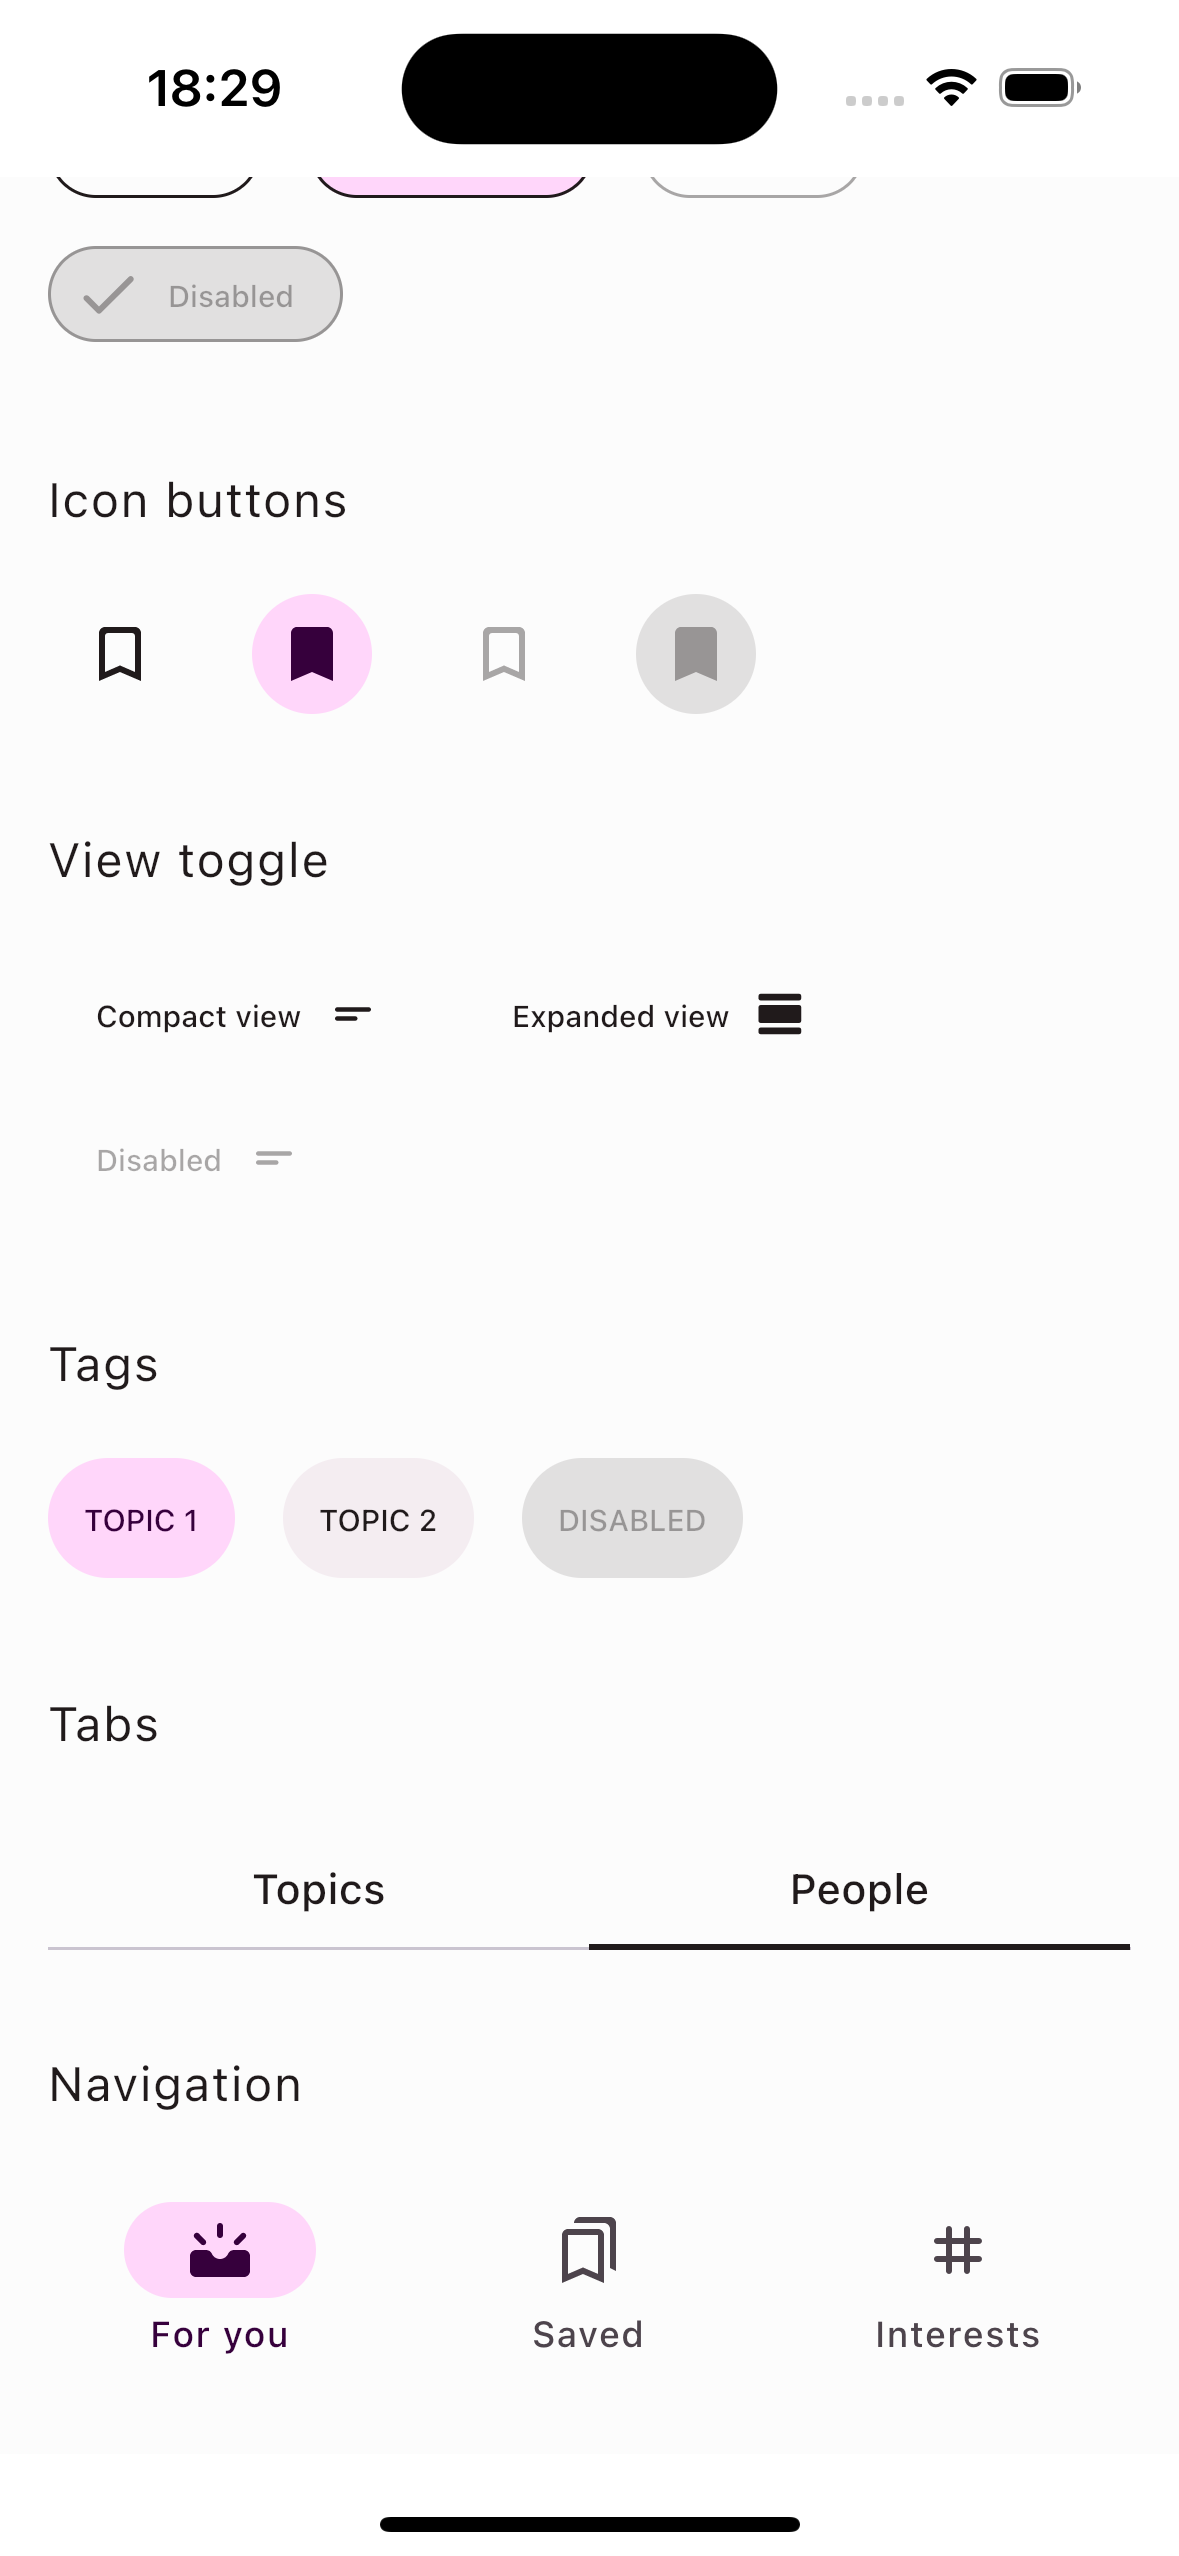 18:29
Disabled
Icon buttons
View toggle
Compact view
Expanded view
Disabled
Tags
TOPIC 1
TOPIC 2
DISABLED
Tabs
Topics
People
Navigation
For you
Saved
Interests